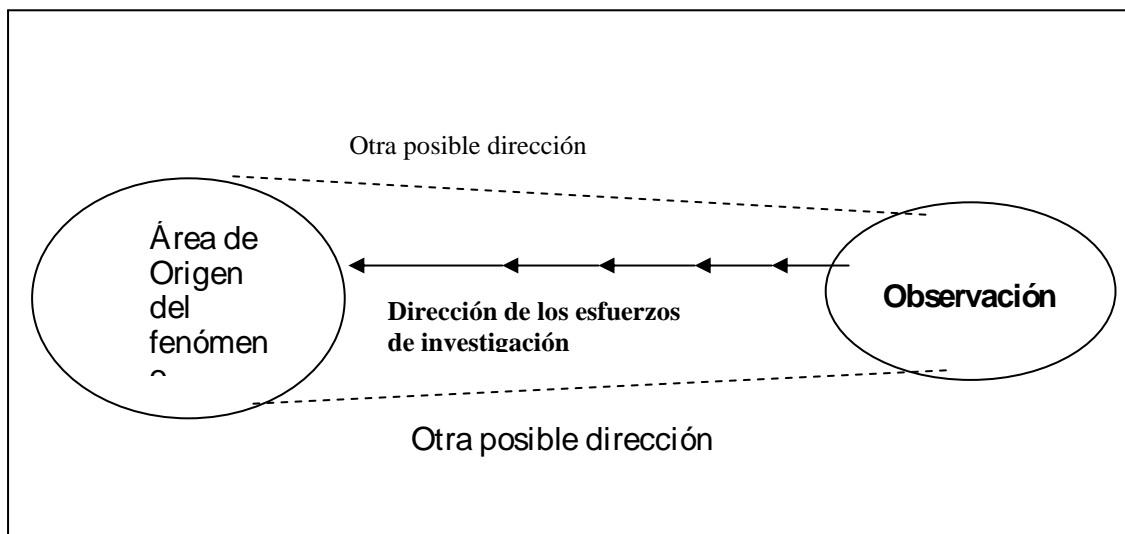 Otra posible dirección
Área de
Origen
del
fenómen
o
Dirección de los esfuerzos
de investigación
Observación
Otra posible dirección